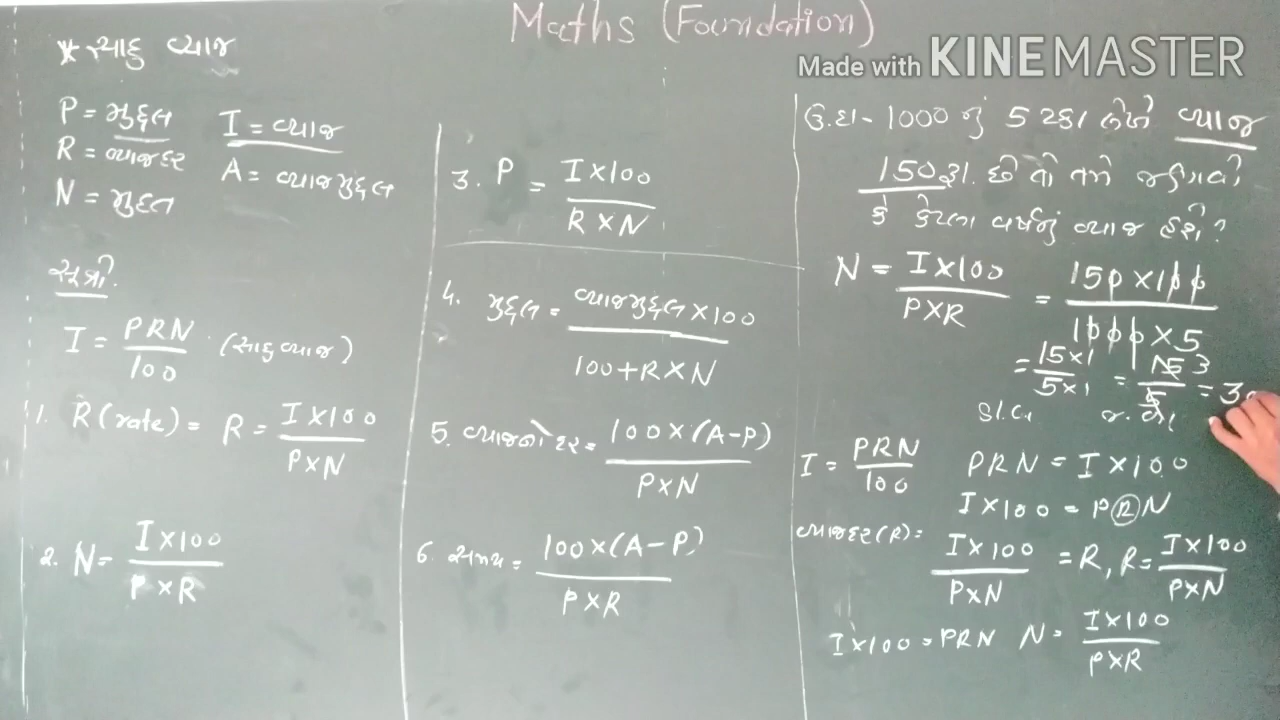 Maths (Foundation)
Made with KINEMASTER
* સાદુ વ્યાજ
P = મુદ્દલ
I = વ્યાજ
R = વ્યાજદર
A = વ્યાજમુદ્દલ
N = મુદત
સૂત્રો:
I = PRN / 100 (સાદુ વ્યાજ)
1. R (rate) = R = I×100 / P×N
2. N = I×100 / P×R
3. P = I×100 / R×N
4. મુદ્દલ = વ્યાજમુદ્દલ × 100 / 100+R×N
5. વ્યાજનો દર = 100×(A-P) / P×N
6. સમય = 100×(A-P) / P×R
ઉ.દા - 1000 નું 5 ટકા લેખે વ્યાજ
150 રૂા. છે તો તમે જણાવો
કે કેટલા વર્ષનું વ્યાજ હશે?
N = I×100 / P×R = 150×100 / 1000×5
= 15×1 / 5×1 = 15 3 / 5 = 3
I = PRN / 100 PRN = I×100
I×100 = PRN
વ્યાજદર (R) = I×100 / P×N = R, R = I×100 / P×N
I×100 = PRN N = I×100 / P×R